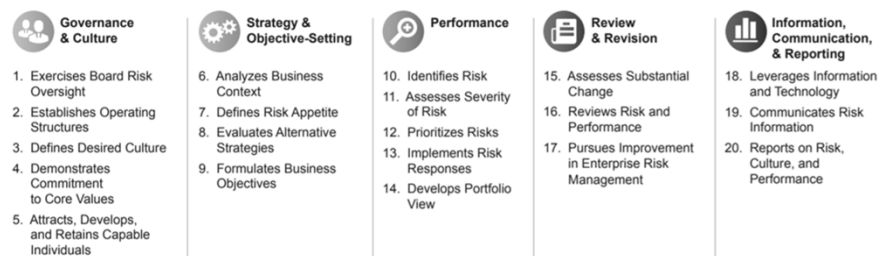 Governance
& Culture
1. Exercises Board Risk
Oversight
2. Establishes Operating
Structures
3. Defines Desired Culture
4. Demonstrates
Commitment
to Core Values
5. Attracts, Develops,
and Retains Capable
Individuals
Strategy &
Objective-Setting
6. Analyzes Business
Context
7. Defines Risk Appetite
8. Evaluates Alternative
Strategies
9. Formulates Business
Objectives
Performance
10. Identifies Risk
11. Assesses Severity
of Risk
12. Prioritizes Risks
13. Implements Risk
Responses
14. Develops Portfolio
View
Review
& Revision
15. Assesses Substantial
Change
16. Reviews Risk and
Performance
17. Pursues Improvement
in Enterprise Risk
Management
Information,
Communication,
& Reporting
18. Leverages Information
and Technology
19. Communicates Risk
Information
20. Reports on Risk,
Culture, and
Performance